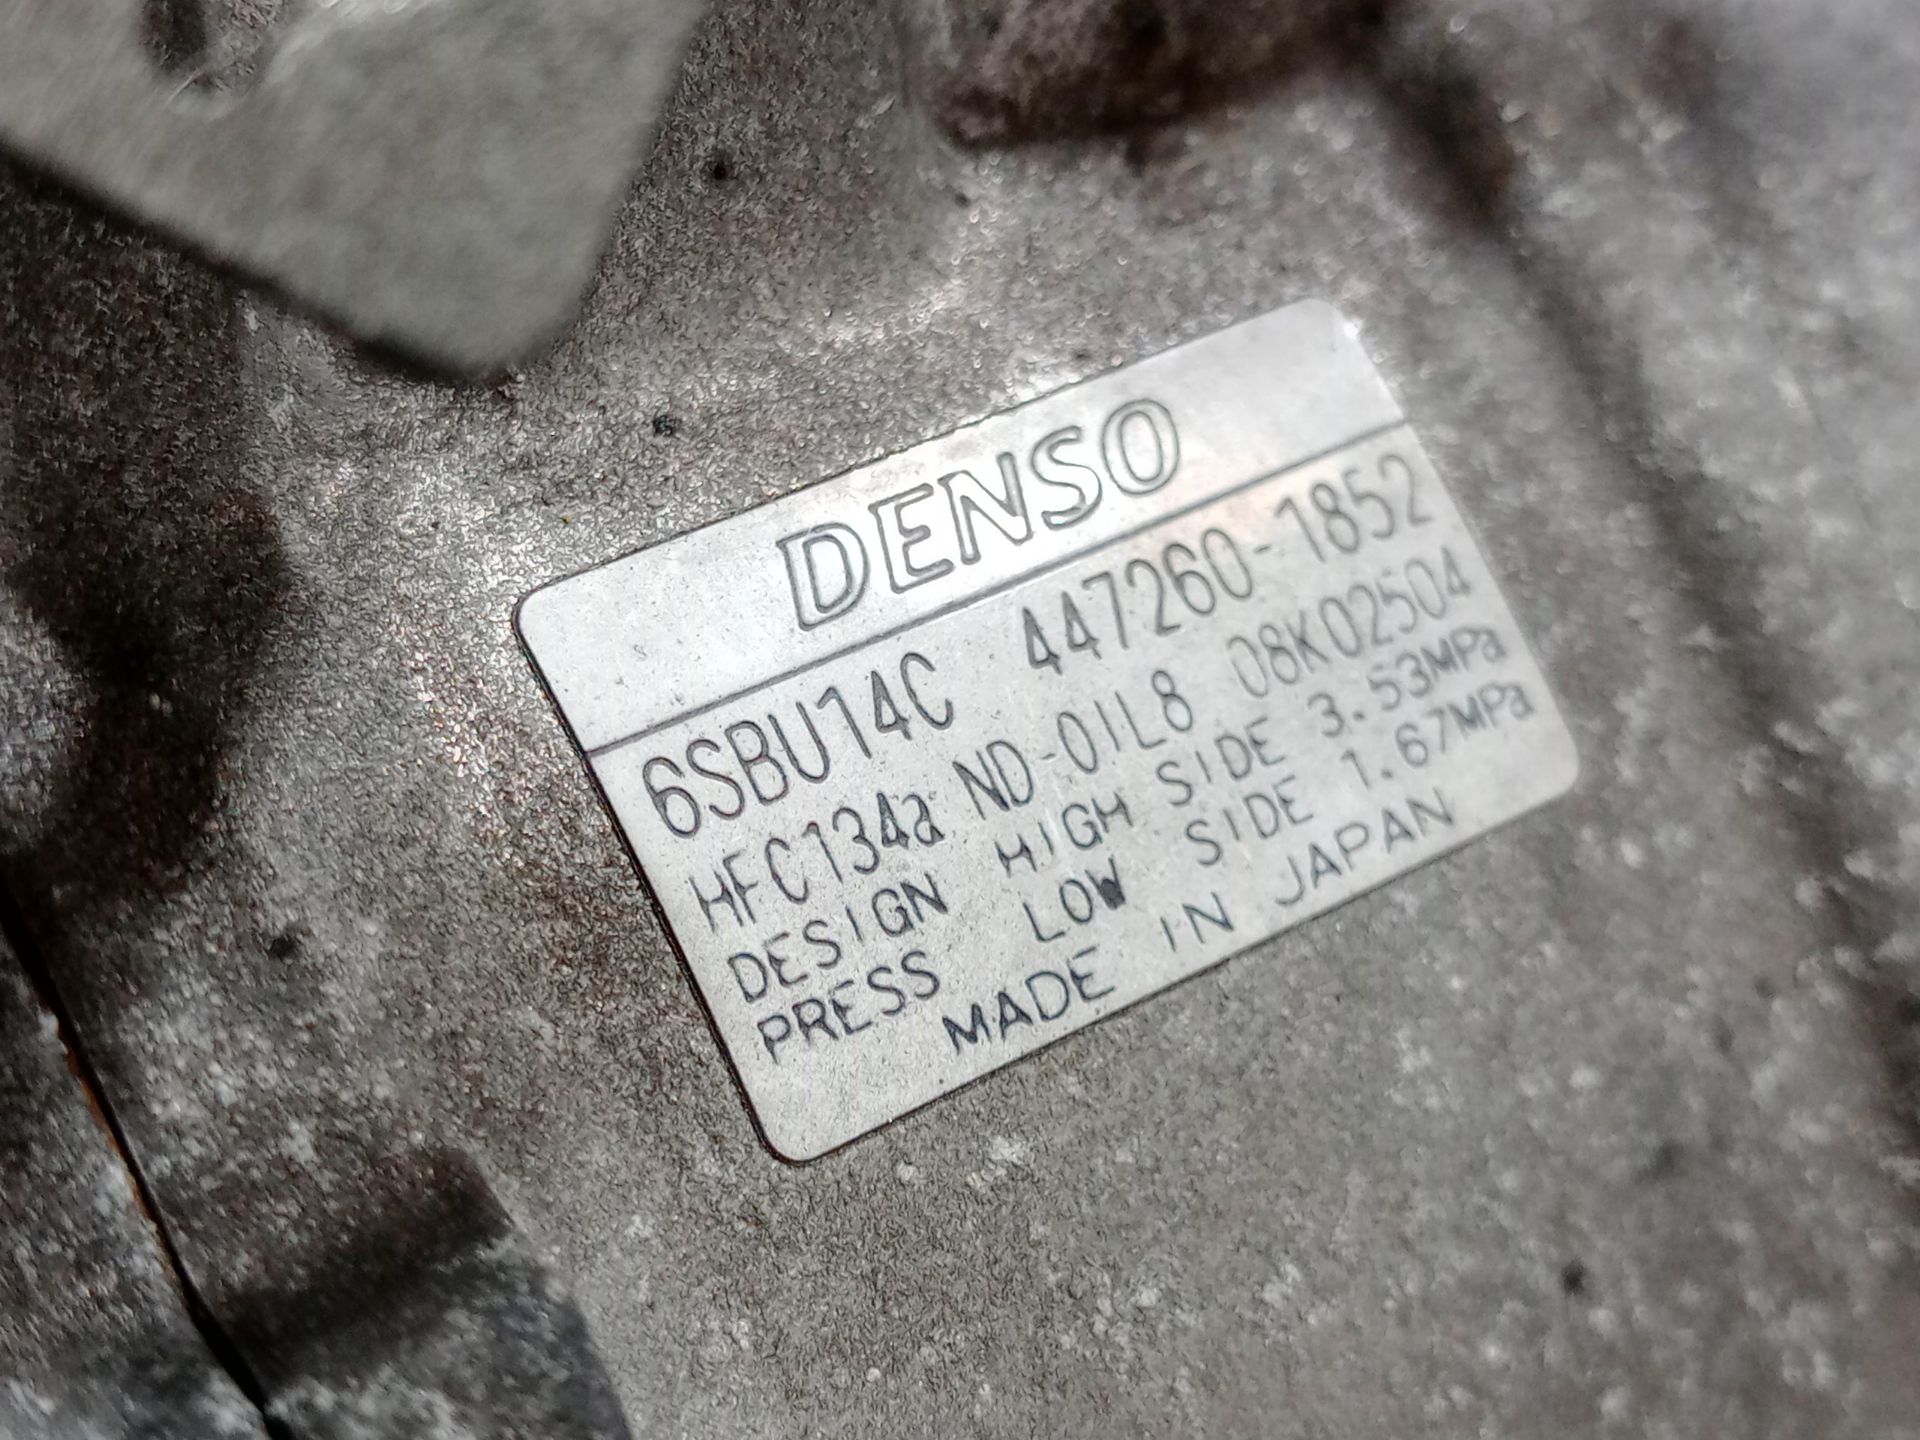 DENSO
6SBU14C 447260-1852
HFC134a ND-OIL8 08K02504
DESIGN HIGH SIDE 3.53MPa
PRESS LOW SIDE 1.67MPa
MADE IN JAPAN